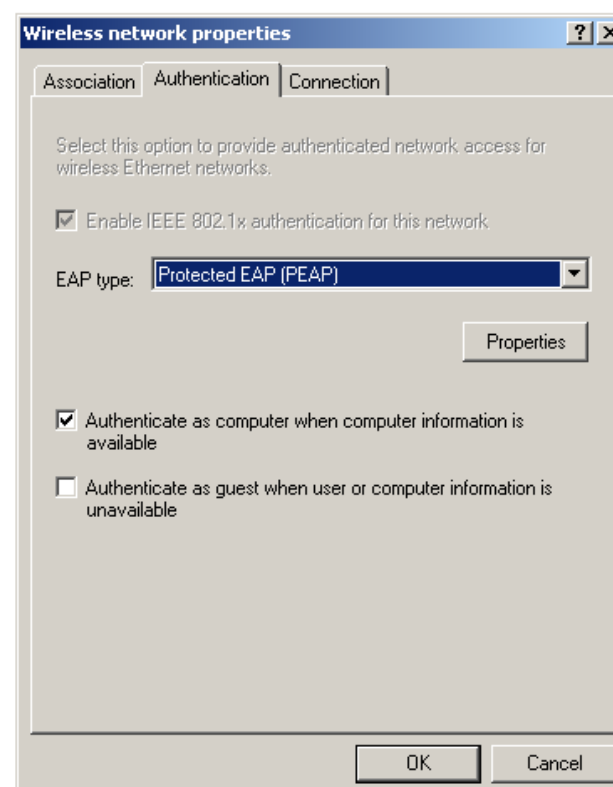 Wireless network properties
Association Authentication Connection
Select this option to provide authenticated network access for
wireless Ethernet networks.
Enable IEEE 802.1x authentication for this network
EAP type: Protected EAP (PEAP)
Properties
Authenticate as computer when computer information is
available
Authenticate as guest when user or computer information is
unavailable
OK Cancel